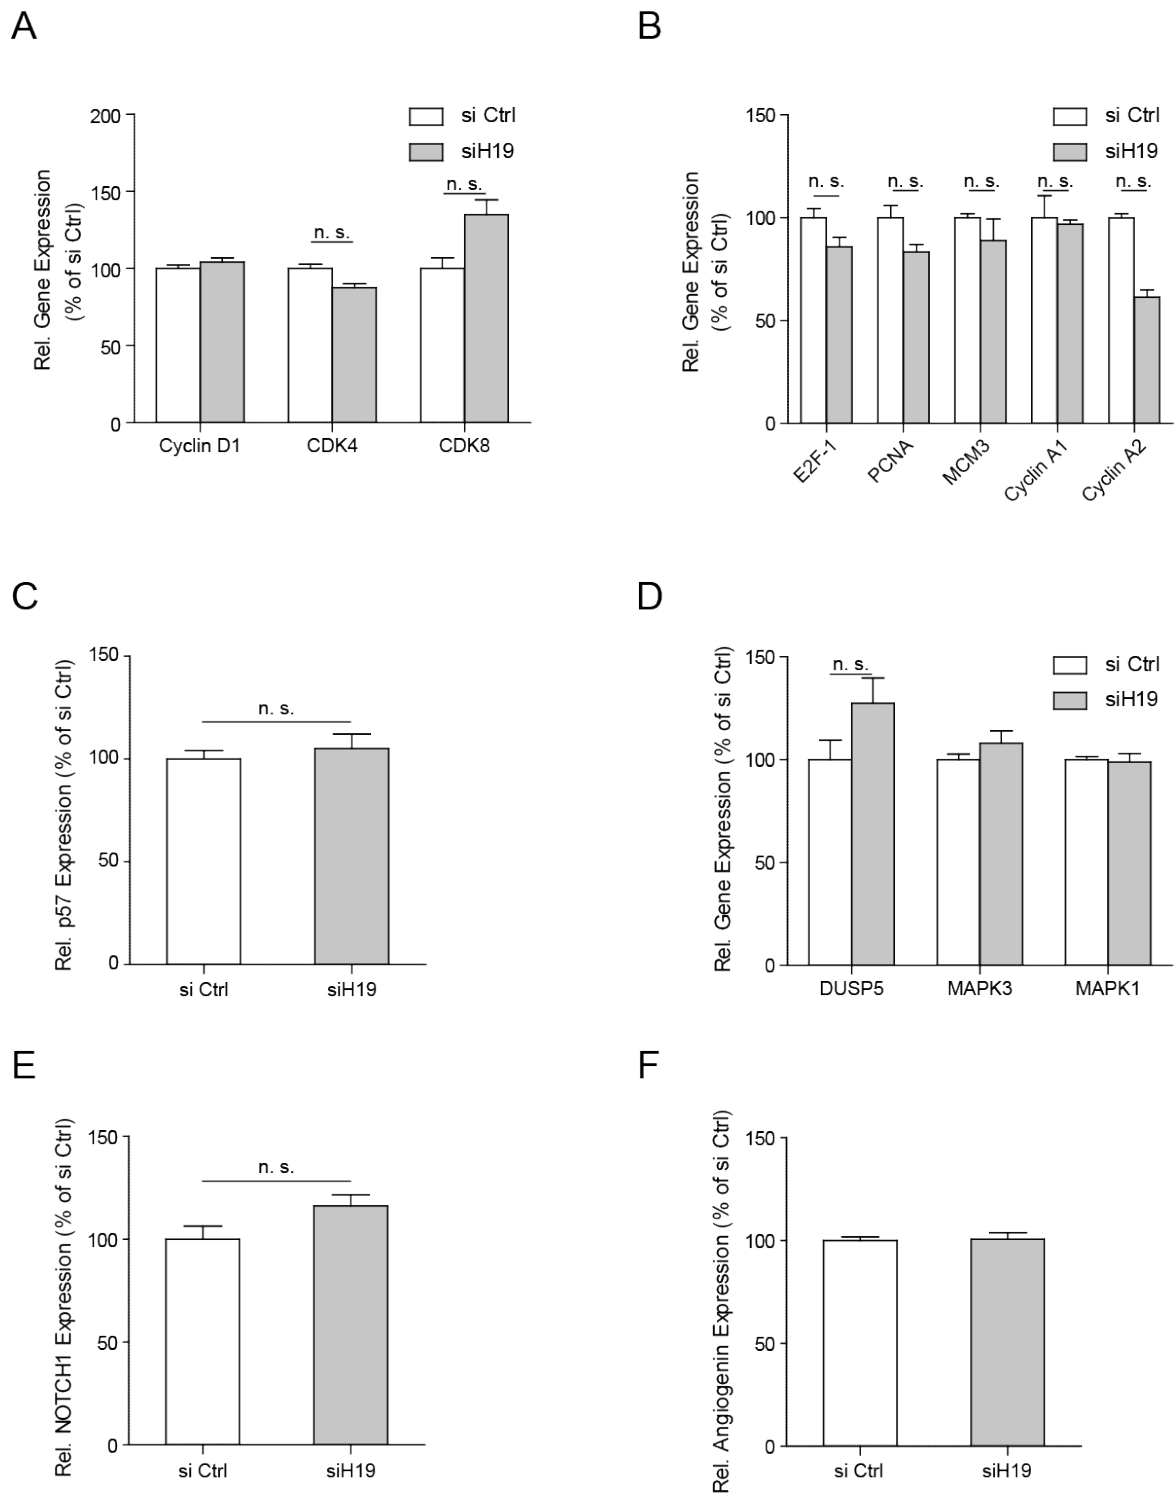 A
Rel. Gene Expression
(% of si Ctrl)
200
150
100
50
0
si Ctrl
siH19
n. s.
n. s.
Cyclin D1
CDK4
CDK8
B
Rel. Gene Expression
(% of si Ctrl)
150
100
50
0
si Ctrl
siH19
n. s.
n. s.
n. s.
n. s.
n. s.
E2F-1
PCNA
MCM3
Cyclin A1
Cyclin A2
C
Rel. p57 Expression (% of si Ctrl)
150
100
50
0
n. s.
si Ctrl
siH19
D
Rel. Gene Expression (% of si Ctrl)
150
100
50
0
n. s.
si Ctrl
siH19
DUSP5
MAPK3
MAPK1
E
Rel. NOTCH1 Expression (% of si Ctrl)
150
100
50
0
n. s.
si Ctrl
siH19
F
Rel. Angiogenin Expression (% of si Ctrl)
150
100
50
0
si Ctrl
siH19